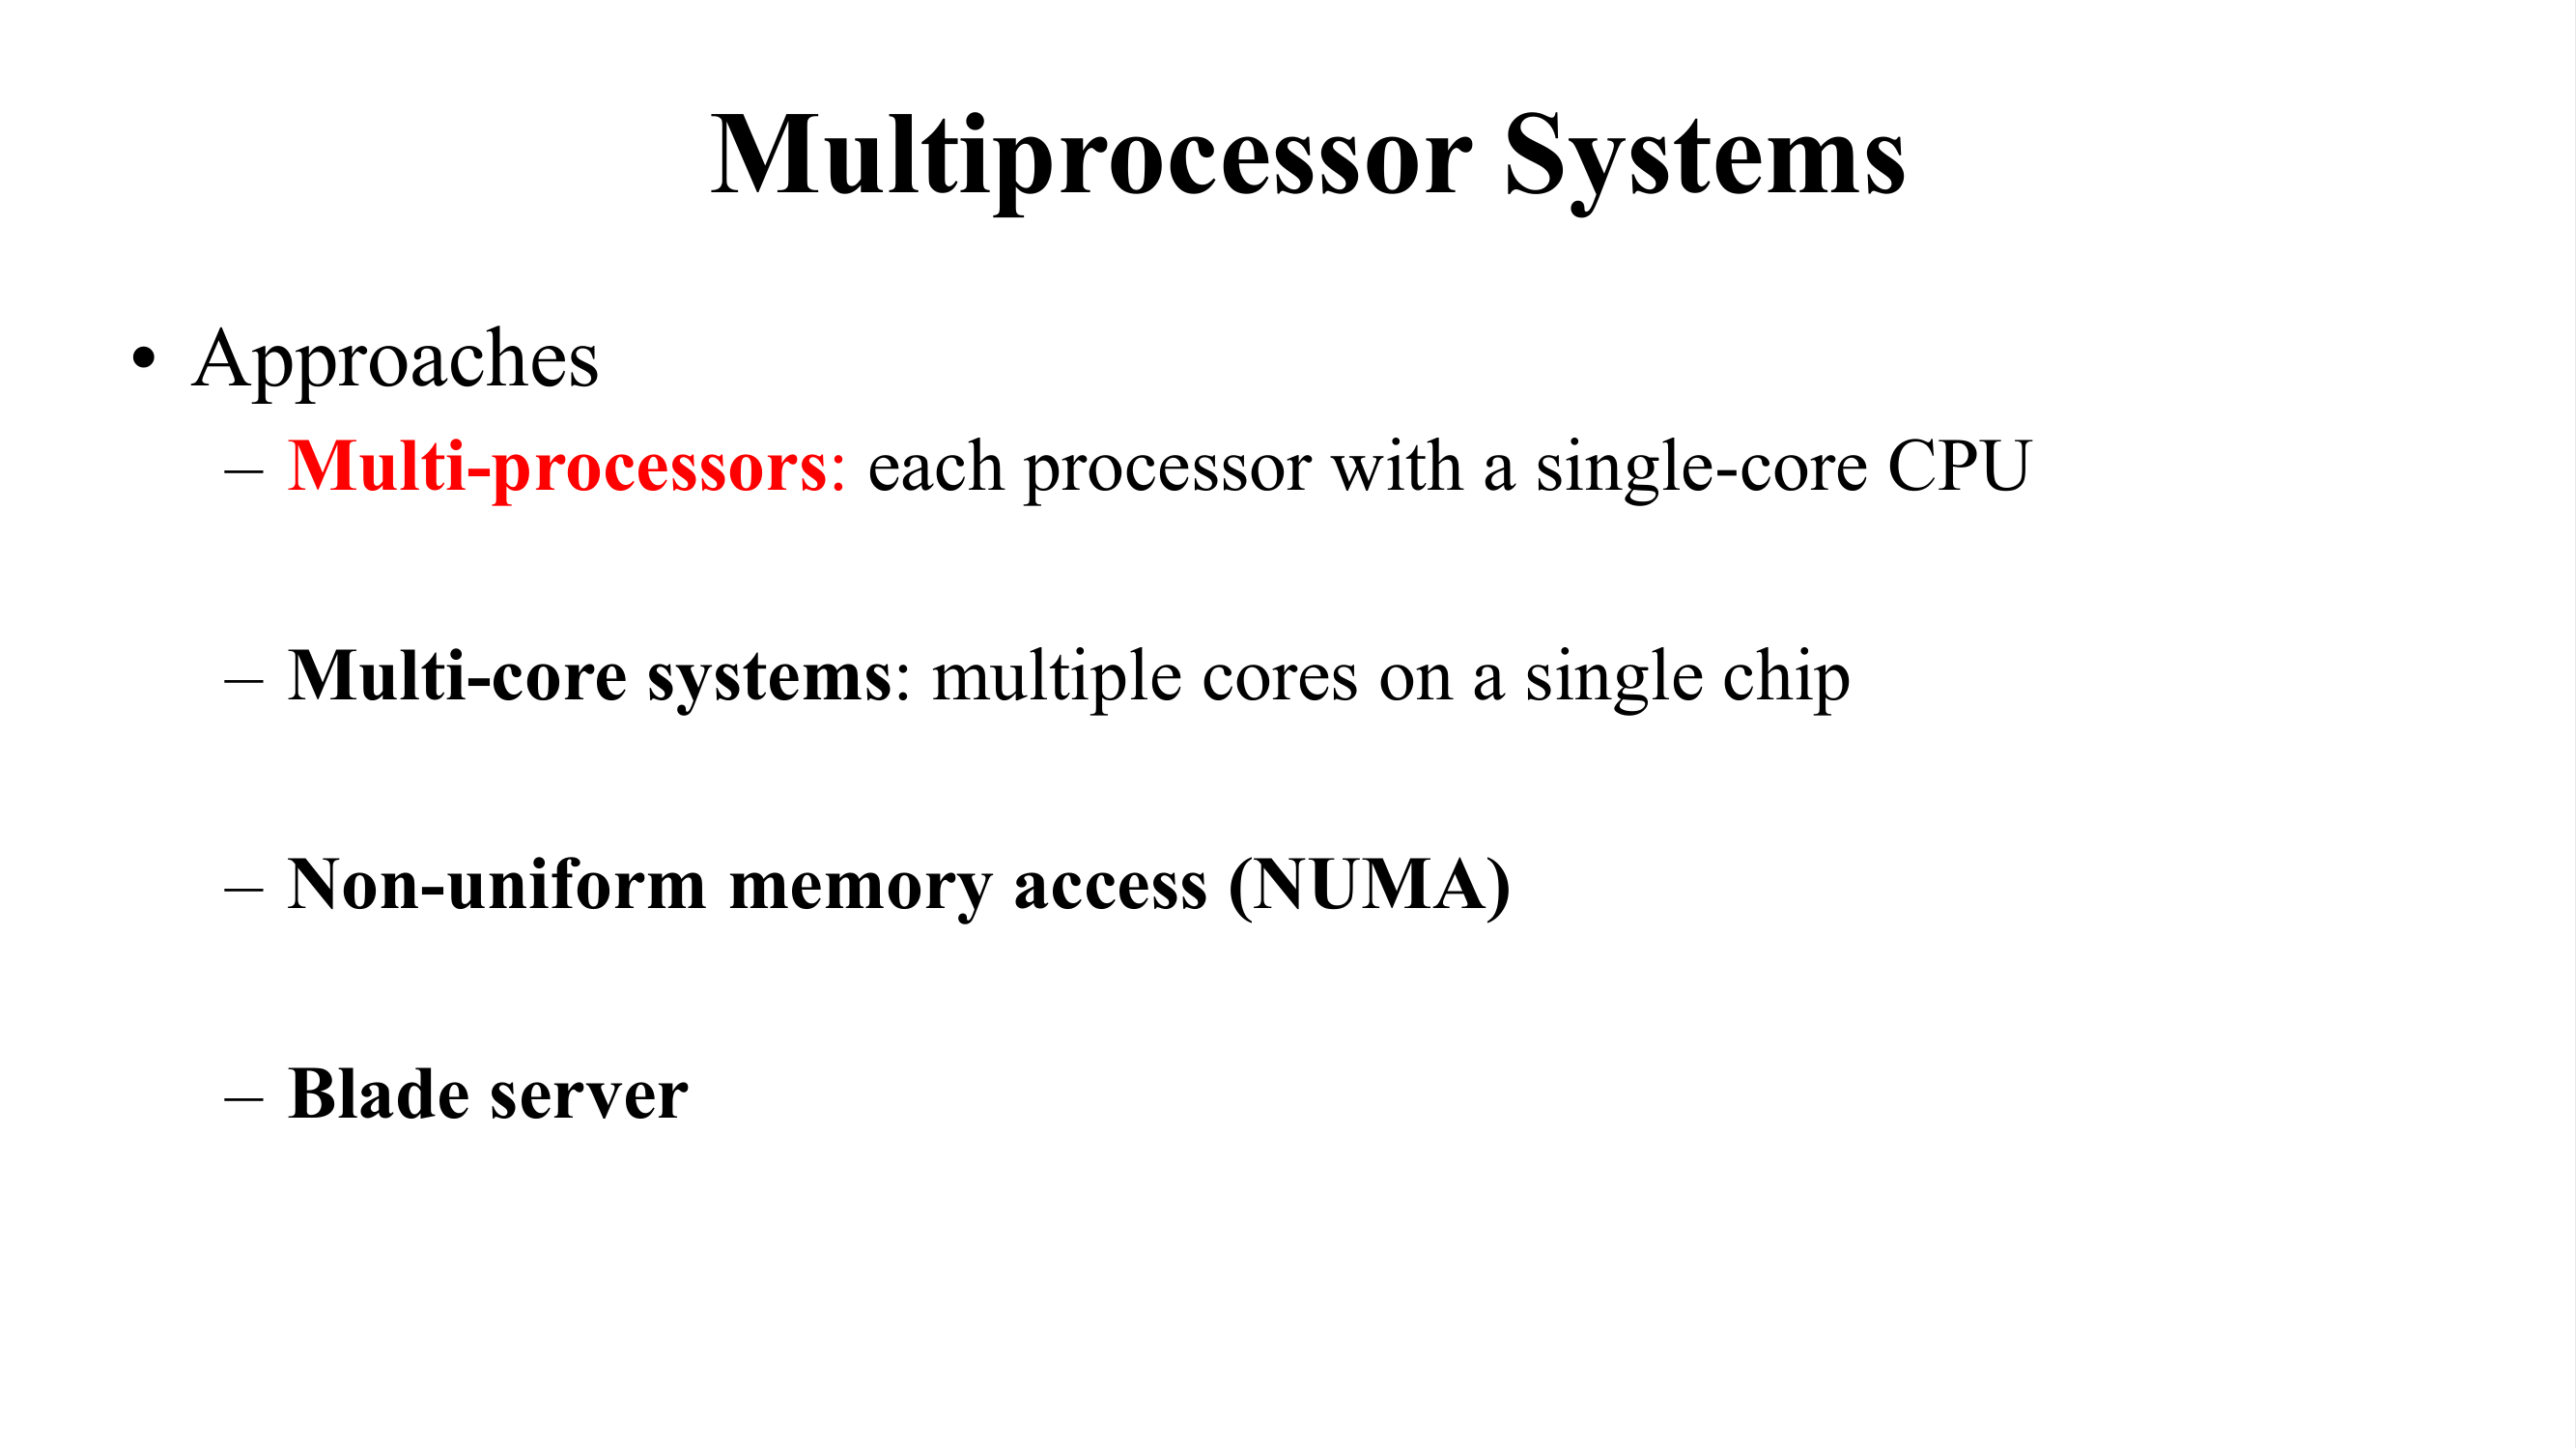 Multiprocessor Systems
• Approaches
– Multi-processors: each processor with a single-core CPU
– Multi-core systems: multiple cores on a single chip
– Non-uniform memory access (NUMA)
– Blade server